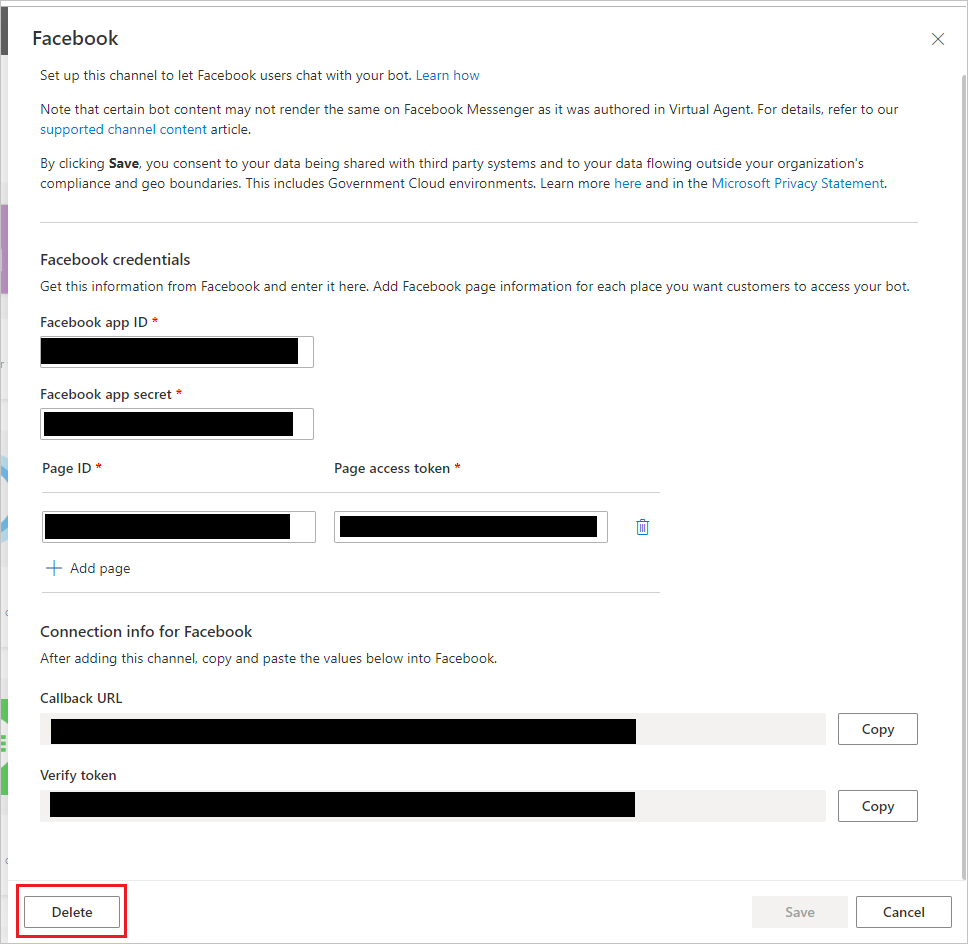 Facebook
Set up this channel to let Facebook users chat with your bot. Learn how
Note that certain bot content may not render the same on Facebook Messenger as it was authored in Virtual Agent. For details, refer to our
supported channel content article.
By clicking Save, you consent to your data being shared with third party systems and to your data flowing outside your organization's
compliance and geo boundaries. This includes Government Cloud environments. Learn more here and in the Microsoft Privacy Statement.
Facebook credentials
Get this information from Facebook and enter it here. Add Facebook page information for each place you want customers to access your bot.
Facebook app ID *
Facebook app secret *
Page ID * Page access token *
Add page
Connection info for Facebook
After adding this channel, copy and paste the values below into Facebook.
Callback URL
Copy
Verify token
Copy
Delete Save Cancel